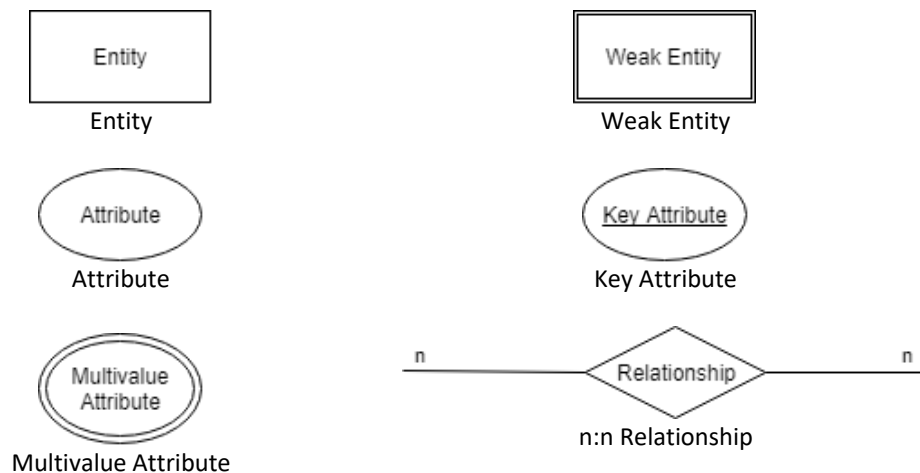 Entity
Weak Entity
Entity
Weak Entity
Attribute
Key Attribute
Attribute
Key Attribute
Multivalue
Attribute
n
Relationship
n
n:n Relationship
Multivalue Attribute